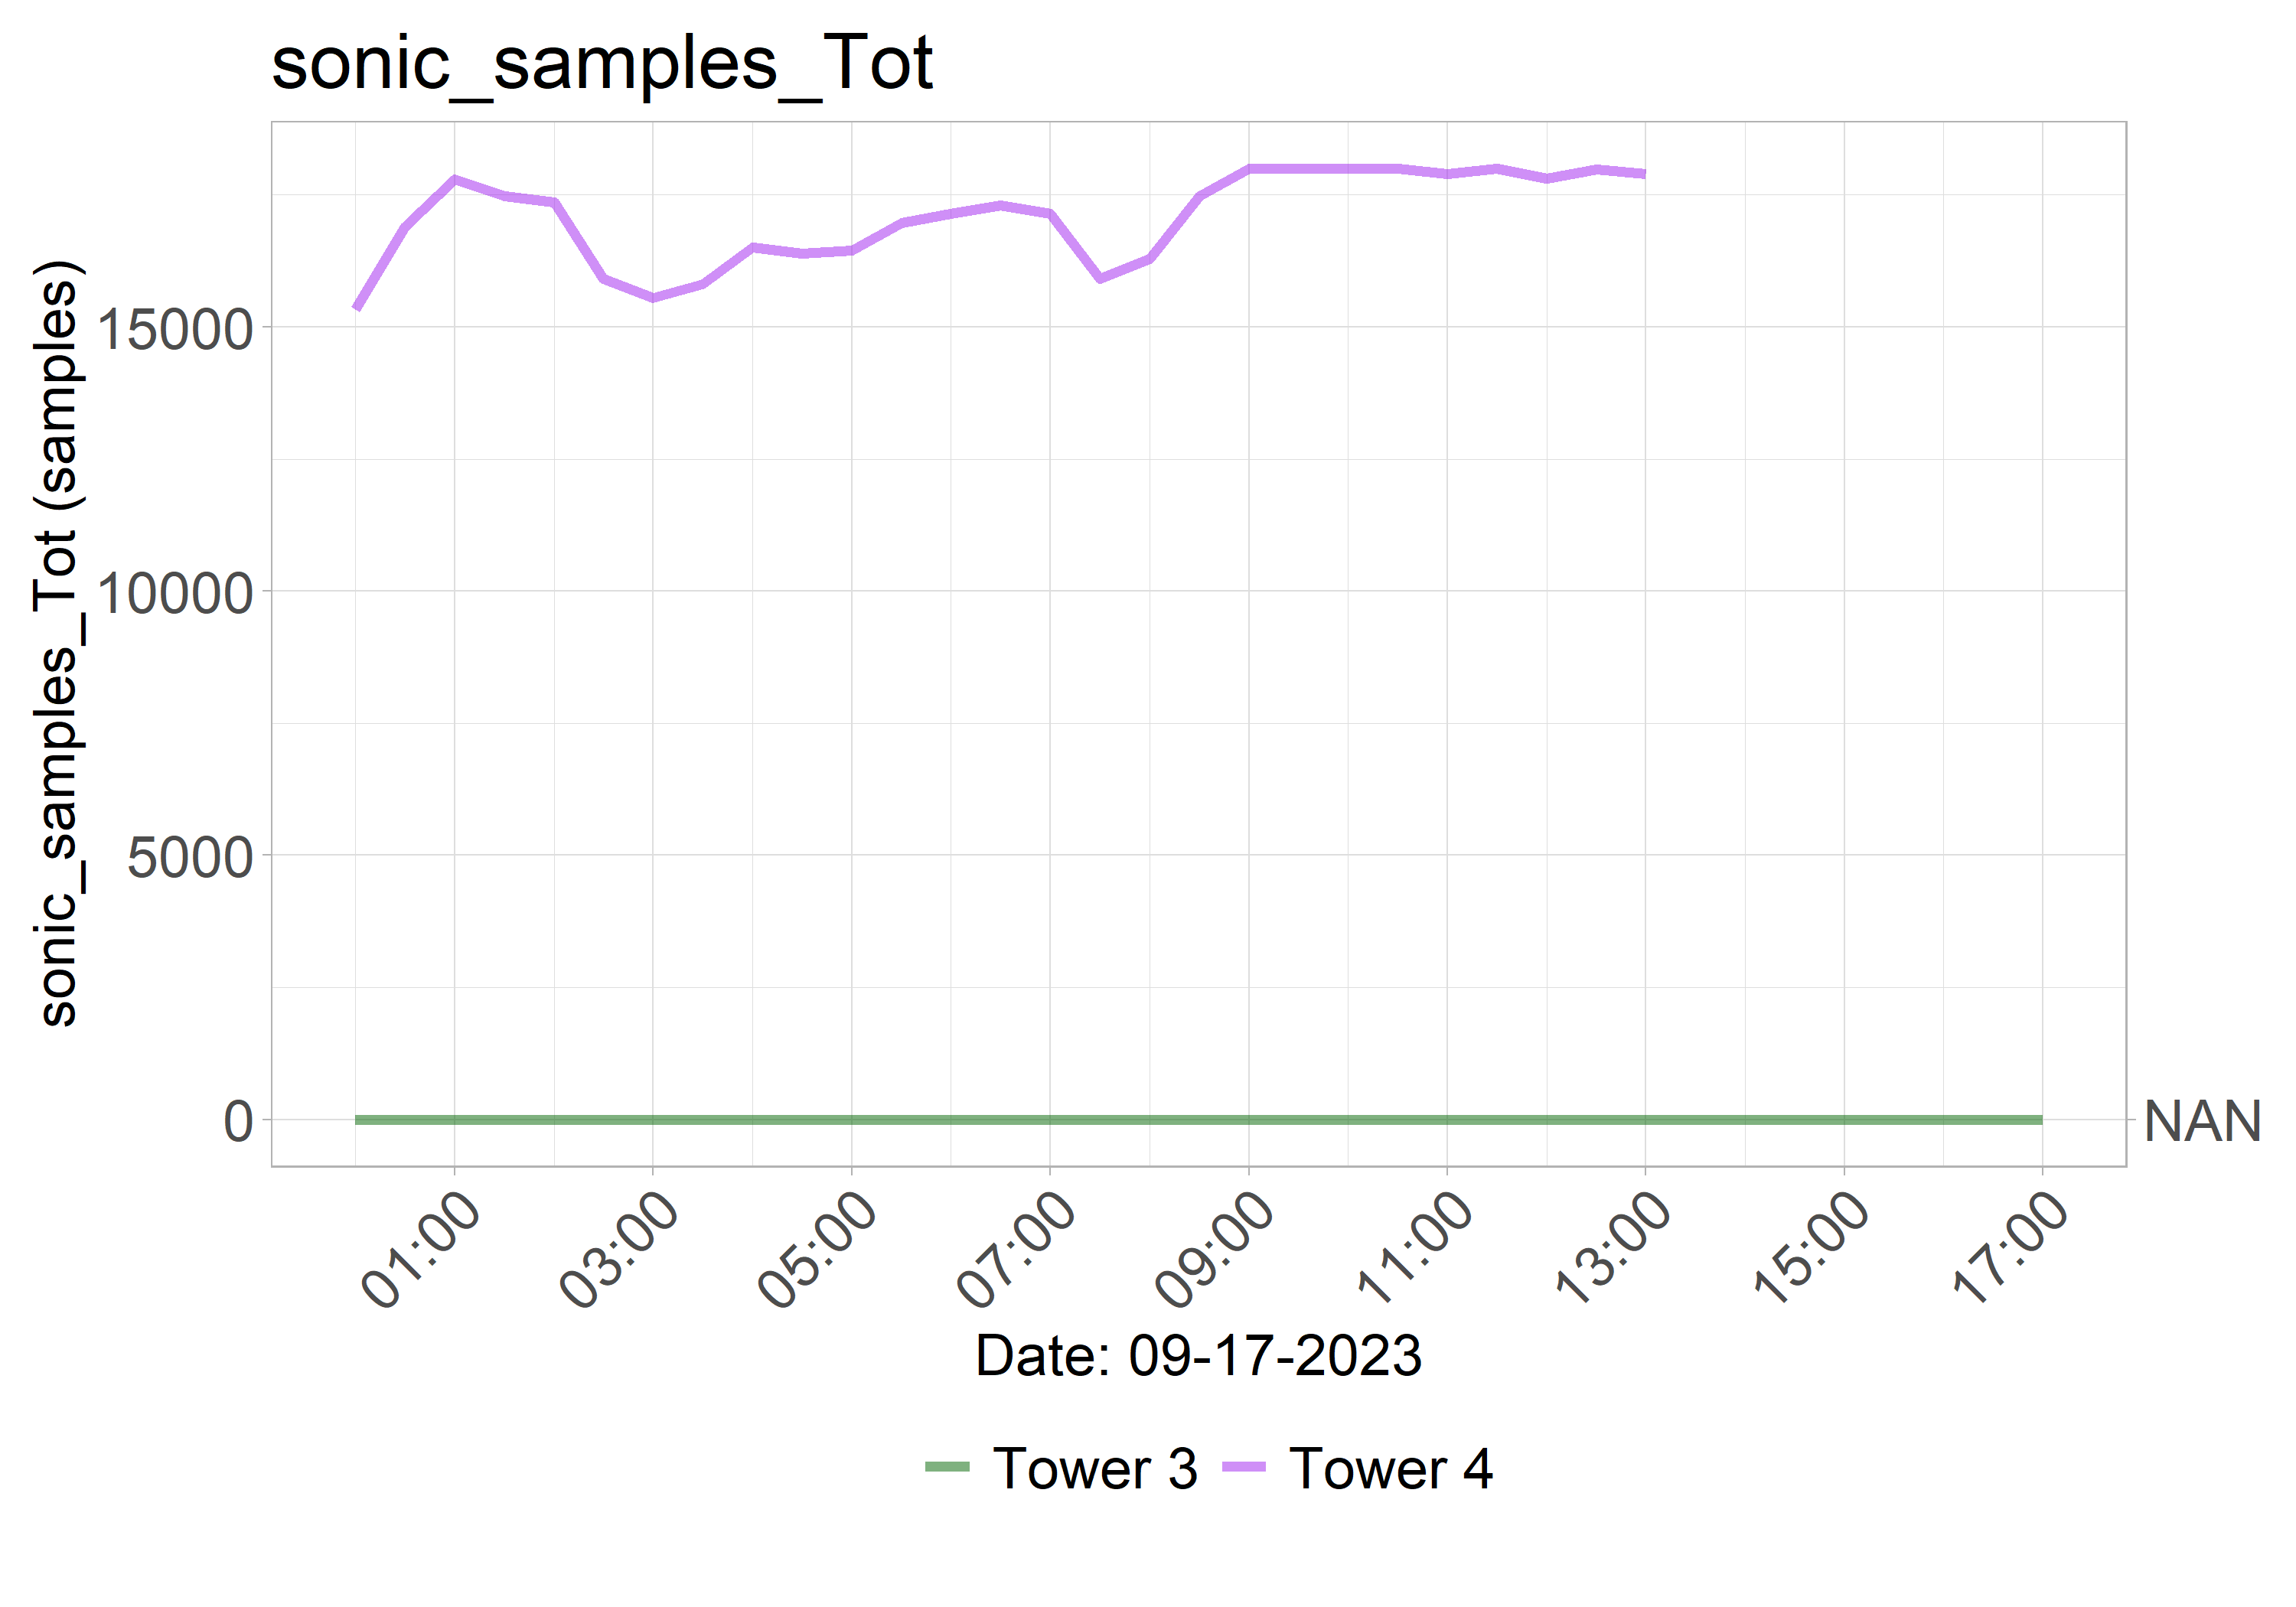 sonic_samples_Tot
sonic_samples_Tot (samples)
15000
10000
5000
0
NAN
01:00
03:00
05:00
07:00
09:00
11:00
13:00
15:00
17:00
Date: 09-17-2023
Tower 3
Tower 4